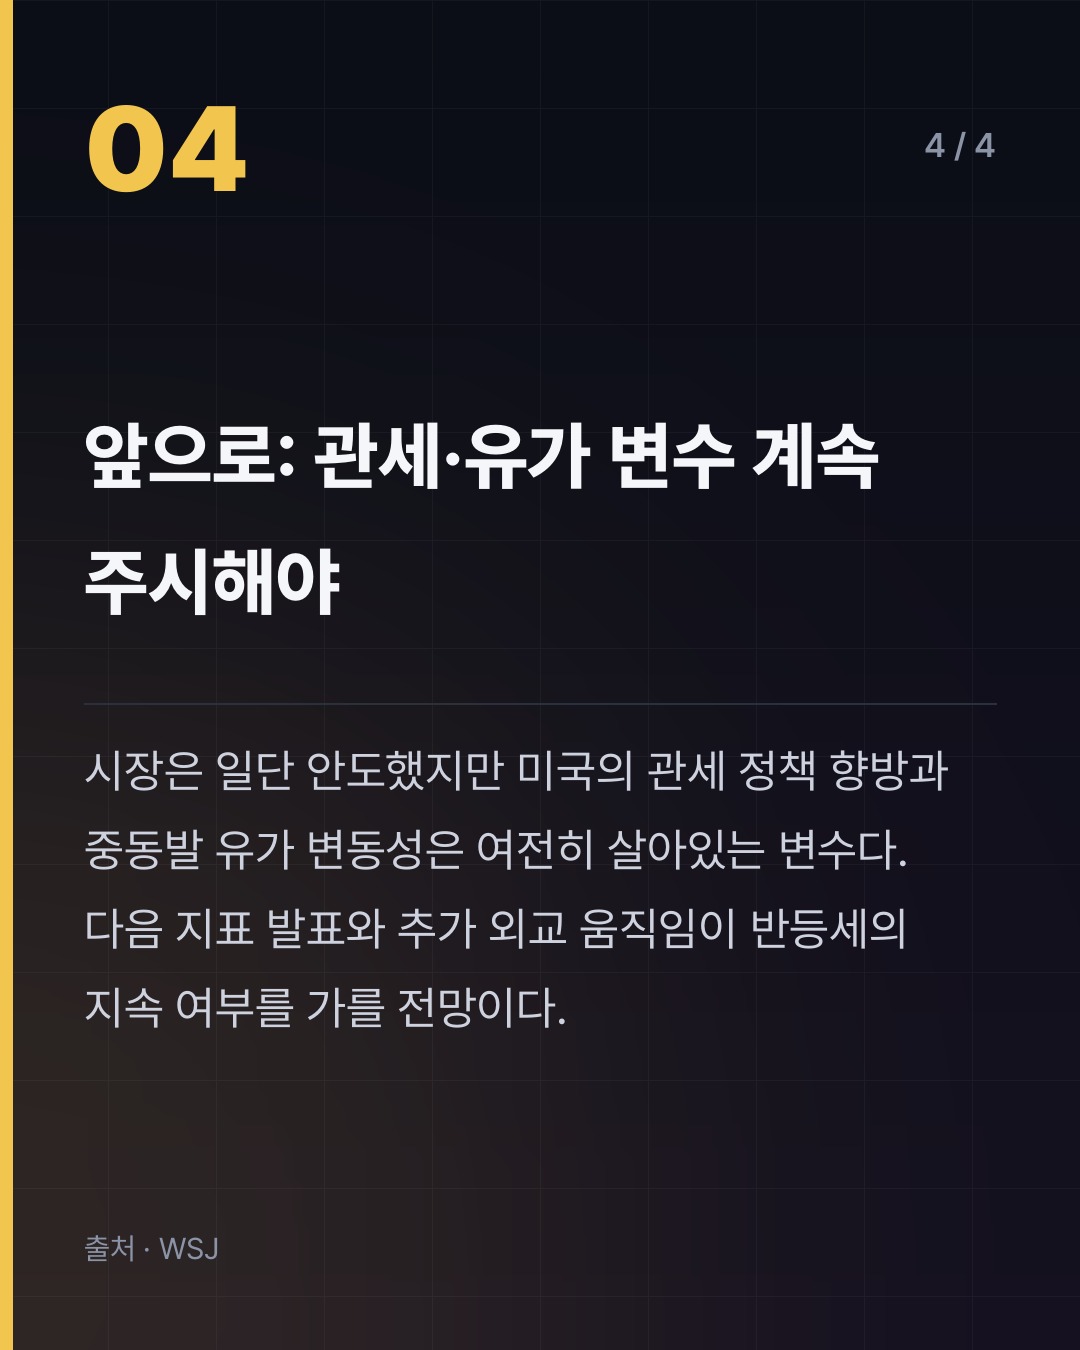 04
4 / 4
앞으로: 관세·유가 변수 계속
주시해야
시장은 일단 안도했지만 미국의 관세 정책 향방과
중동발 유가 변동성은 여전히 살아있는 변수다.
다음 지표 발표와 추가 외교 움직임이 반등세의
지속 여부를 가를 전망이다.
출처 · WSJ